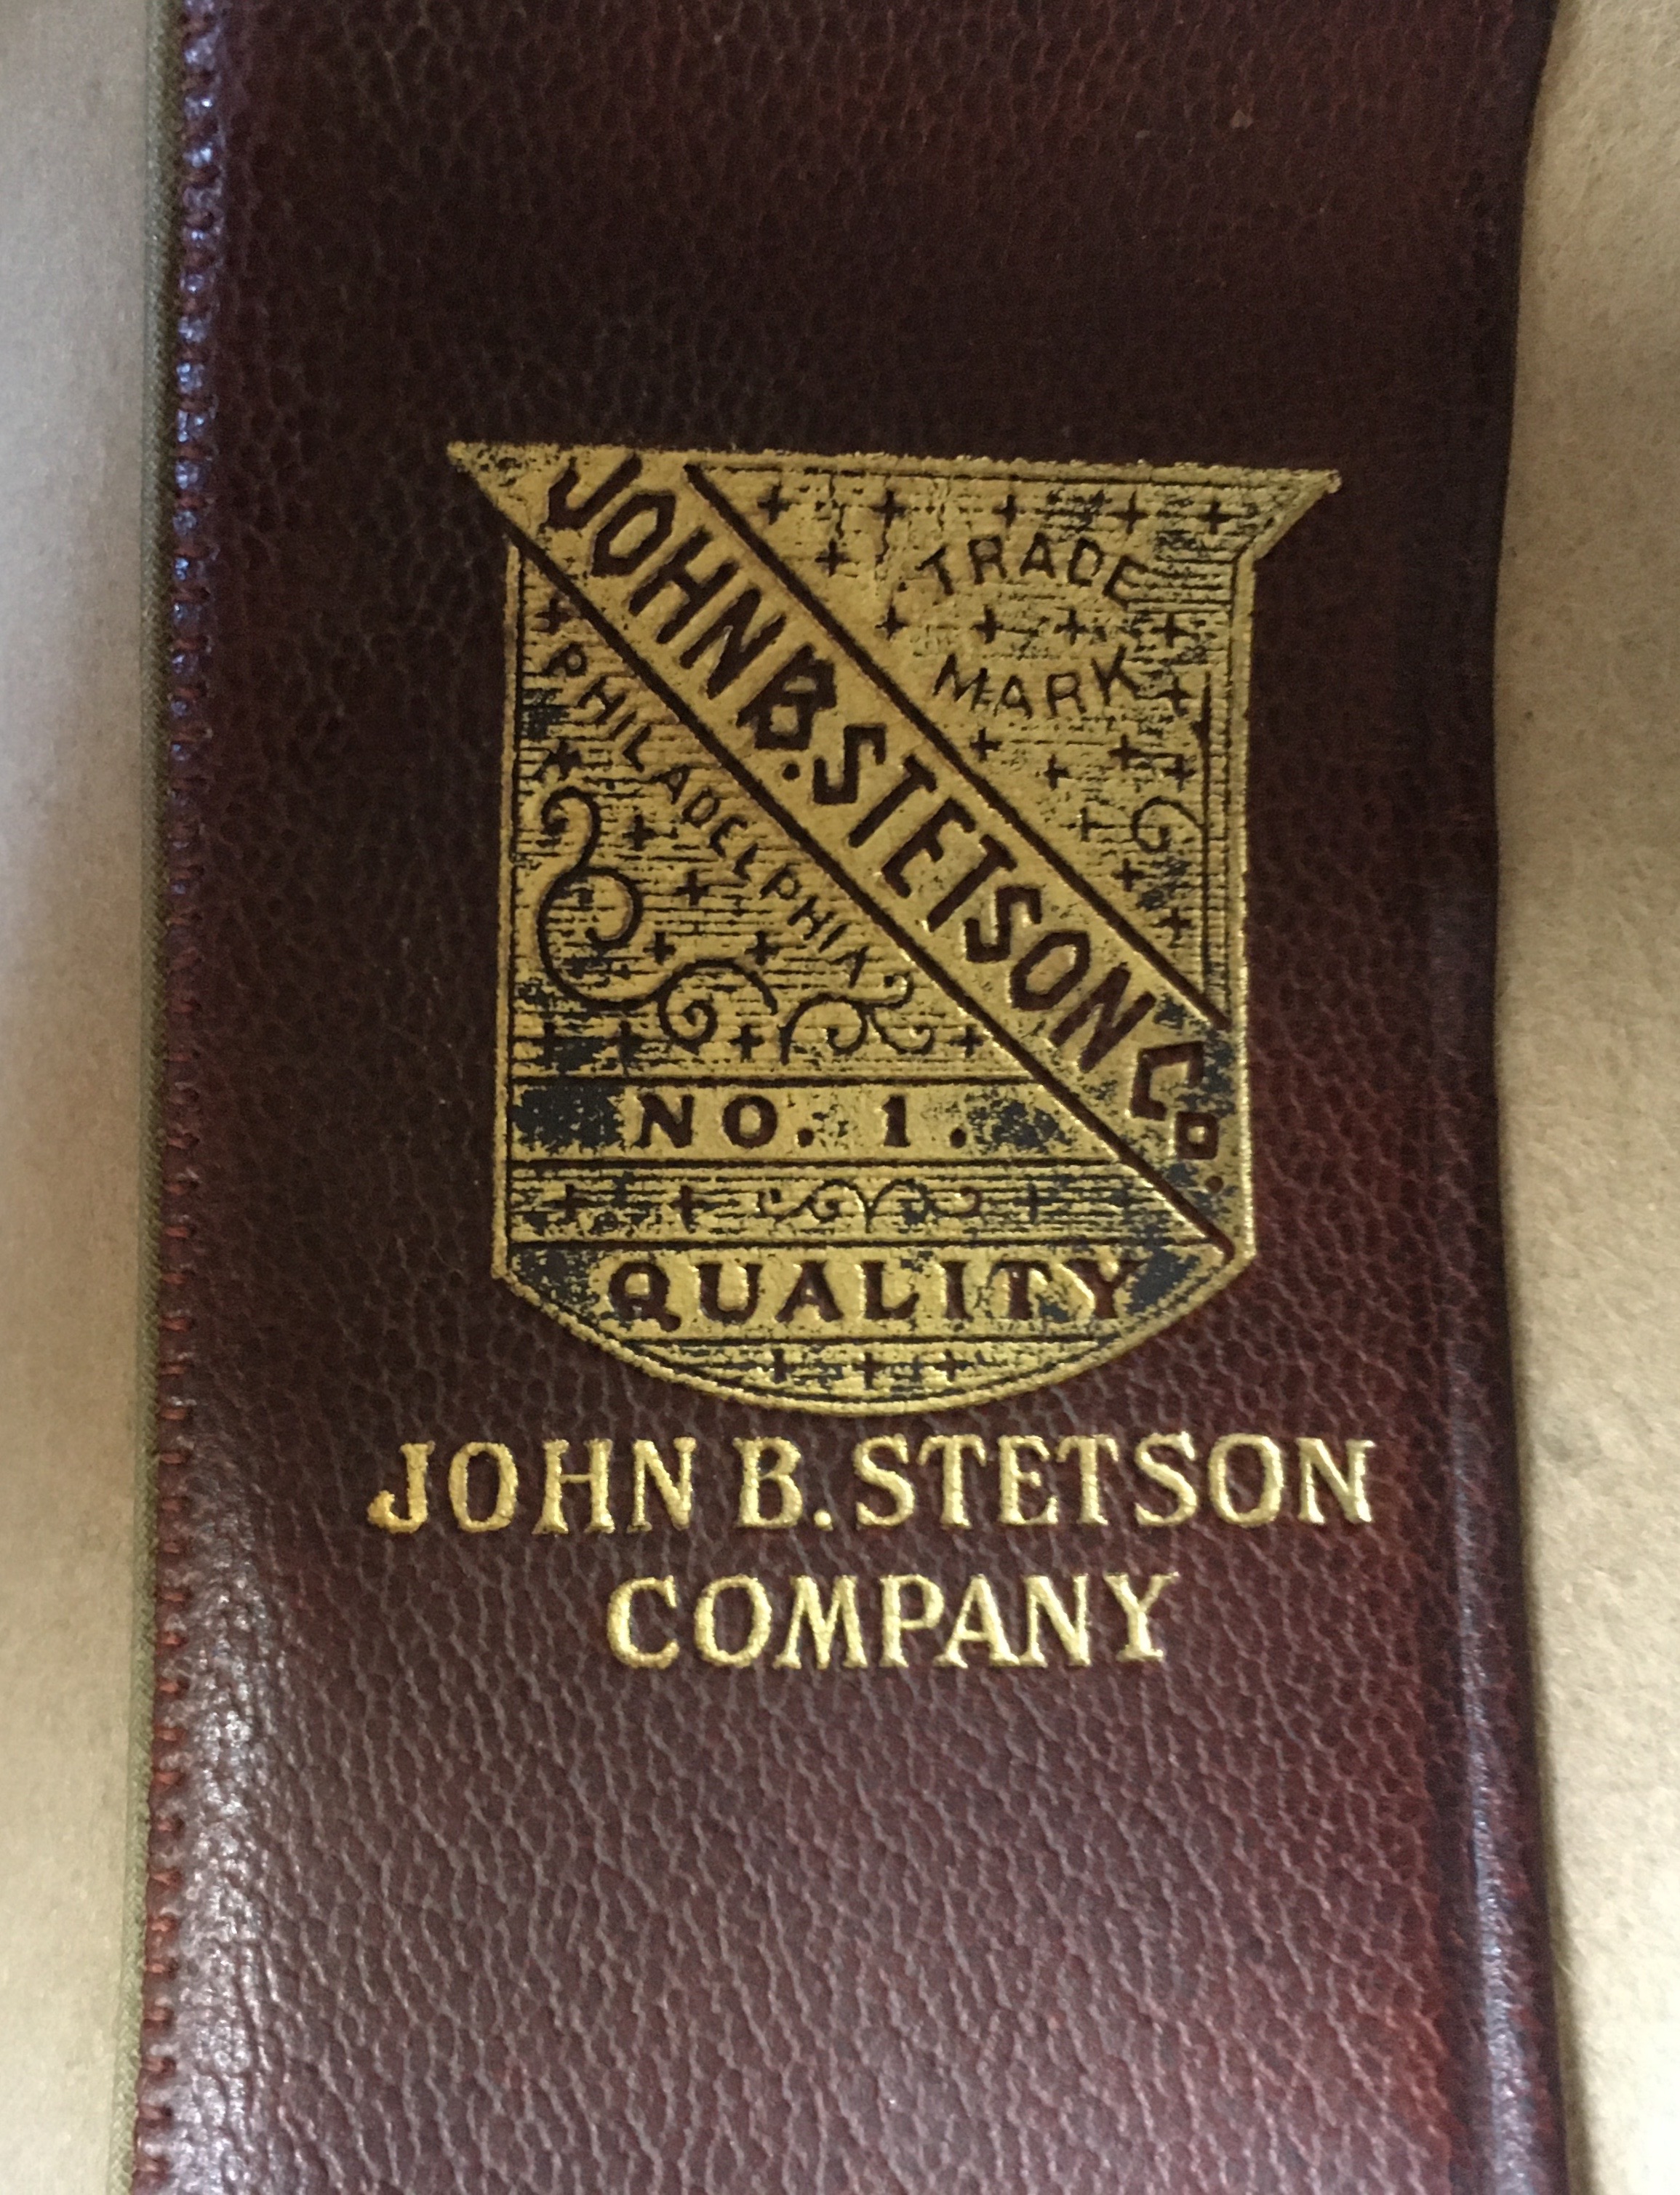 JOHN B. STETSON Co.
TRADE
MARK
PHILADELPHIA
NO. 1.
QUALITY
JOHN B. STETSON
COMPANY